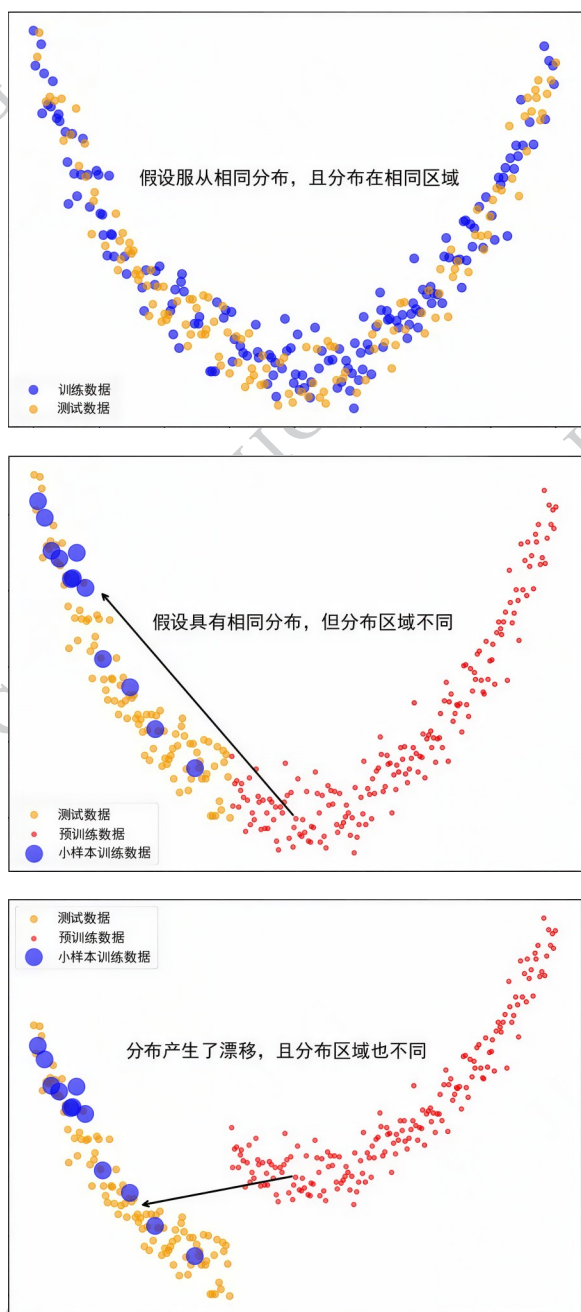 假设服从相同分布，且分布在相同区域
训练数据
测试数据
假设具有相同分布，但分布区域不同
测试数据
预训练数据
小样本训练数据
测试数据
预训练数据
小样本训练数据
分布产生了漂移，且分布区域也不同